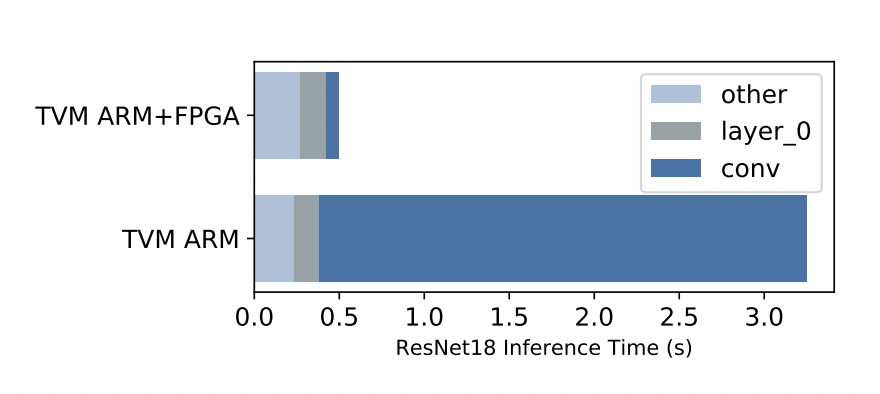 TVM ARM+FPGA
TVM ARM
other
layer_0
conv
0.0 0.5 1.0 1.5 2.0 2.5 3.0
ResNet18 Inference Time (s)